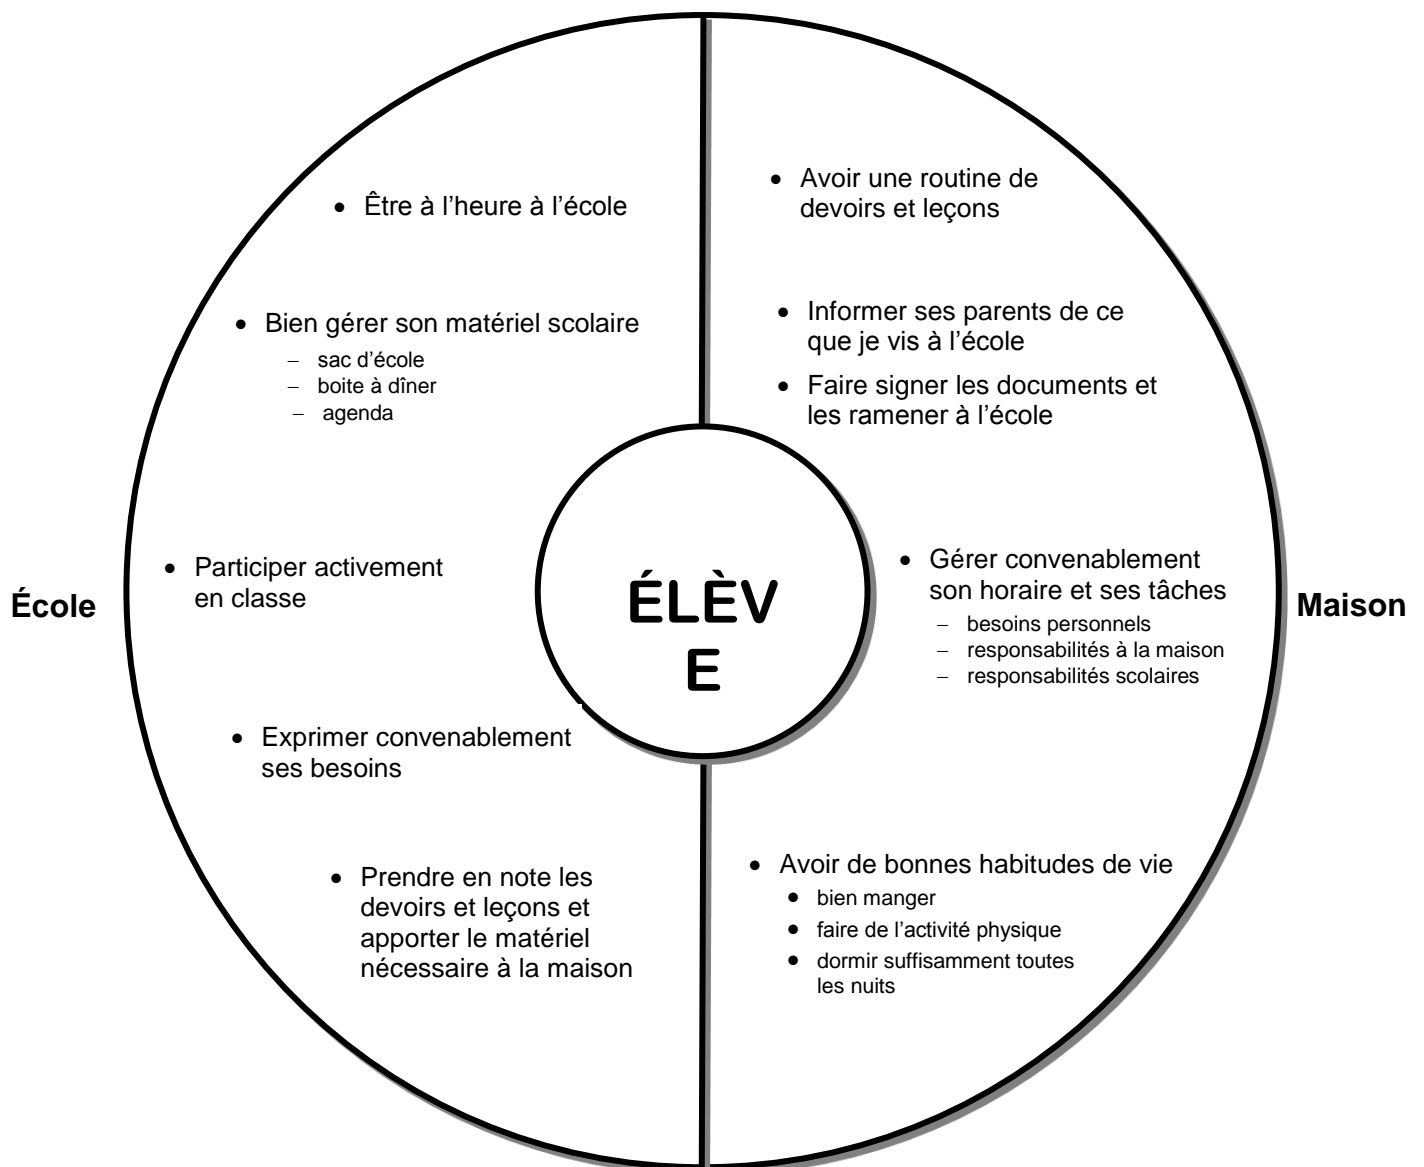 École
• Être à l’heure à l’école
• Bien gérer son matériel scolaire
– sac d’école
– boite à dîner
– agenda
• Participer activement
en classe
• Exprimer convenablement
ses besoins
• Prendre en note les
devoirs et leçons et
apporter le matériel
nécessaire à la maison
ÉLÈV
E
• Avoir une routine de
devoirs et leçons
• Informer ses parents de ce
que je vis à l’école
• Faire signer les documents et
les ramener à l’école
• Gérer convenablement
son horaire et ses tâches
– besoins personnels
– responsabilités à la maison
– responsabilités scolaires
• Avoir de bonnes habitudes de vie
• bien manger
• faire de l’activité physique
• dormir suffisamment toutes
les nuits
Maison